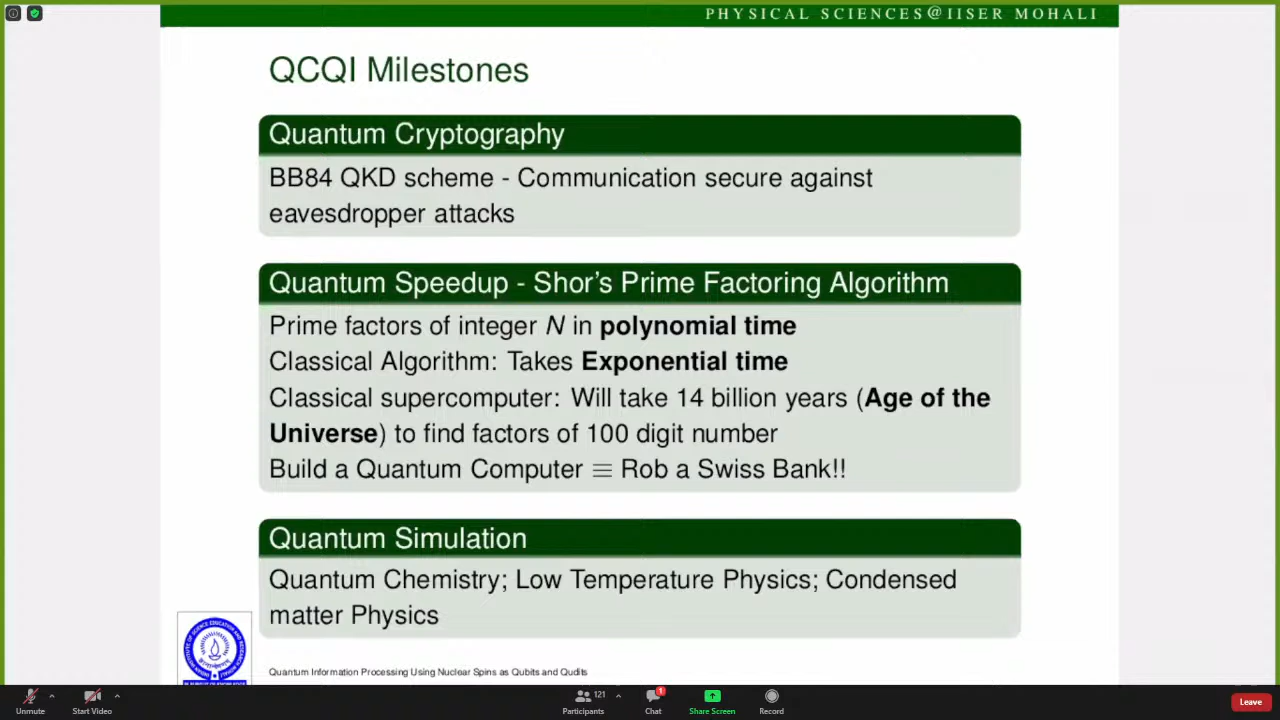 PHYSICAL SCIENCES@IISER MOHALI
QCQI Milestones
Quantum Cryptography
BB84 QKD scheme - Communication secure against
eavesdropper attacks
Quantum Speedup - Shor's Prime Factoring Algorithm
Prime factors of integer N in polynomial time
Classical Algorithm: Takes Exponential time
Classical supercomputer: Will take 14 billion years (Age of the
Universe) to find factors of 100 digit number
Build a Quantum Computer ≡ Rob a Swiss Bank!!
Quantum Simulation
Quantum Chemistry; Low Temperature Physics; Condensed
matter Physics
Quantum Information Processing Using Nuclear Spins as Qubits and Qudits
Unmute
Start Video
121
Participants
1
Chat
Share Screen
Record
Leave